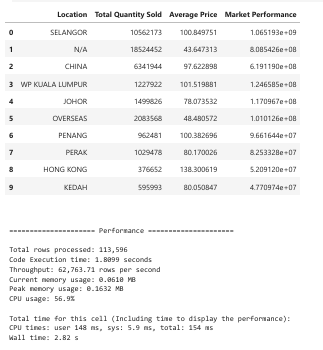 Location Total Quantity Sold Average Price Market Performance
0 SELANGOR 10562173 100.849751 1.065193e+09
1 N/A 18524452 43.647313 8.085426e+08
2 CHINA 6341944 97.622898 6.191190e+08
3 WP KUALA LUMPUR 1227922 101.519881 1.246585e+08
4 JOHOR 1499826 78.073532 1.170967e+08
5 OVERSEAS 2083568 48.480572 1.010126e+08
6 PENANG 962481 100.382696 9.661644e+07
7 PERAK 1029478 80.170026 8.253328e+07
8 HONG KONG 376652 138.300619 5.209120e+07
9 KEDAH 595993 80.050847 4.770974e+07
===================== Performance =====================
Total rows processed: 113,596
Code Execution time: 1.8099 seconds
Throughput: 62,763.71 rows per second
Current memory usage: 0.0610 MB
Peak memory usage: 0.1632 MB
CPU usage: 56.9%
Total time for this cell (Including time to display the performance):
CPU times: user 148 ms, sys: 5.9 ms, total: 154 ms
Wall time: 2.82 s